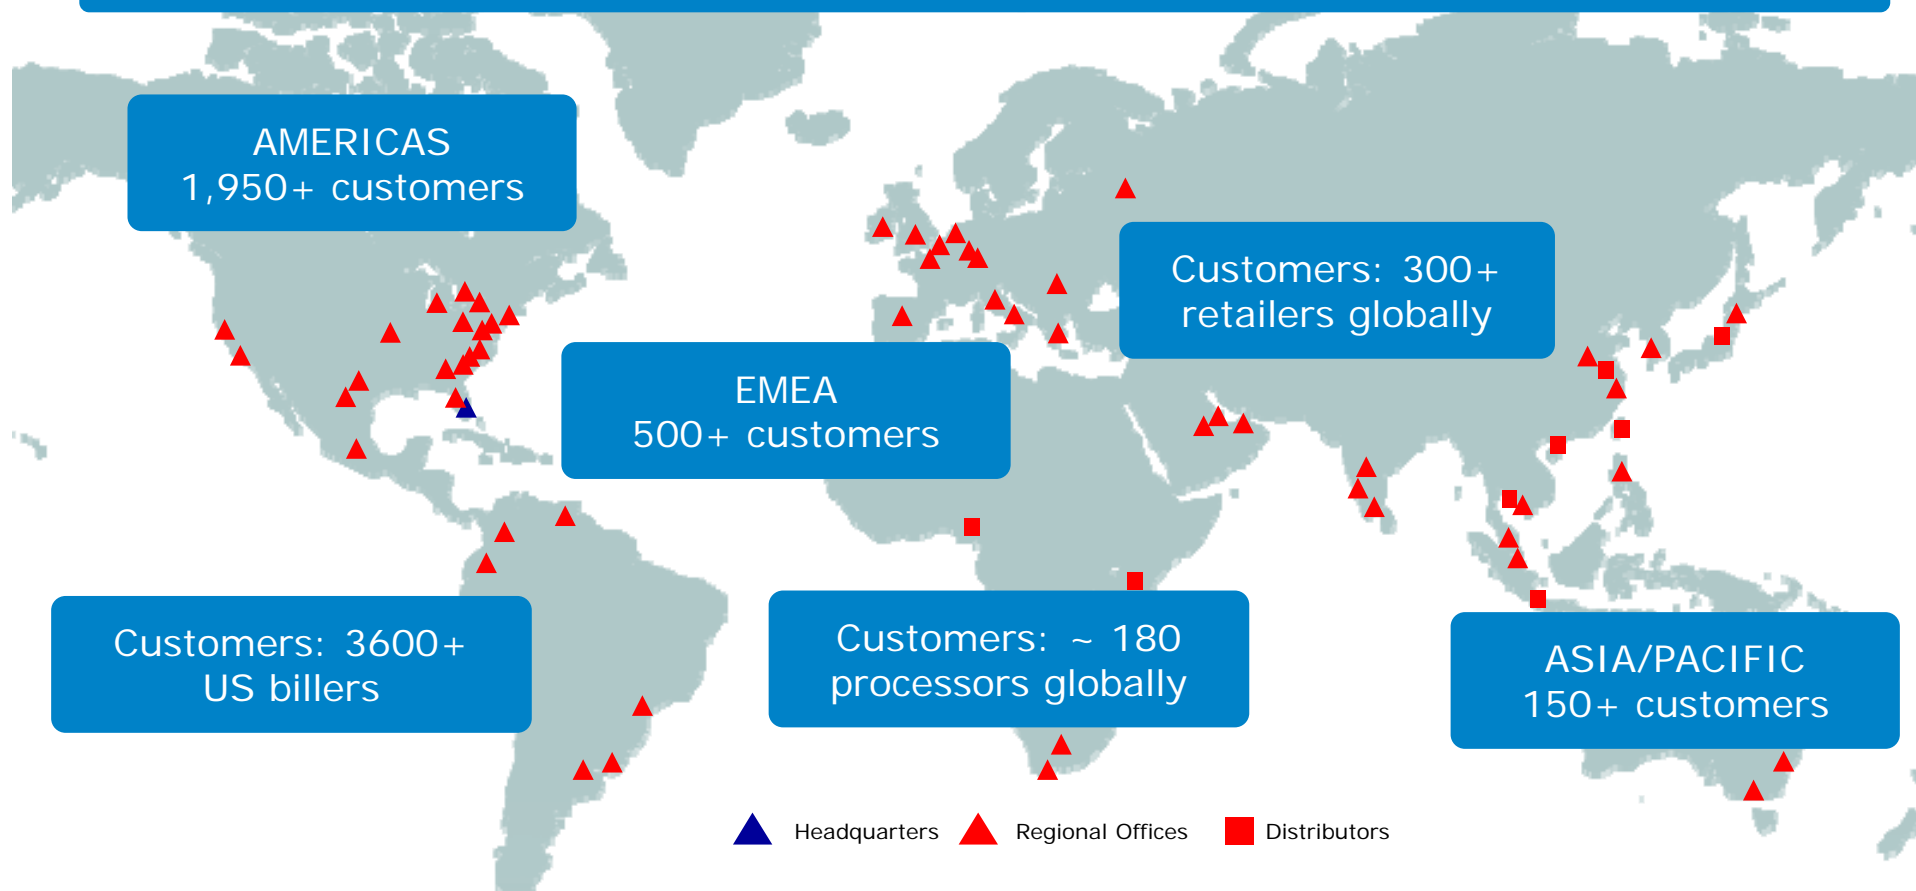 AMERICAS
1,950+ customers
Customers: 300+
retailers globally
EMEA
500+ customers
Customers: 3600+
US billers
Customers: ~ 180
processors globally
ASIA/PACIFIC
150+ customers
Headquarters
Regional Offices
Distributors